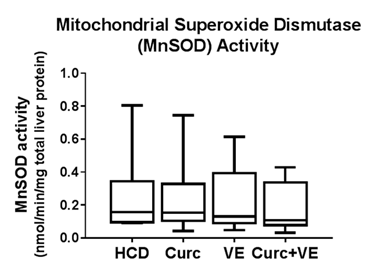 Mitochondrial Superoxide Dismutase
(MnSOD) Activity
MnSOD activity
(nmol/min/mg total liver protein)
1.0
0.8
0.6
0.4
0.2
0.0
HCD Curc VE Curc+VE